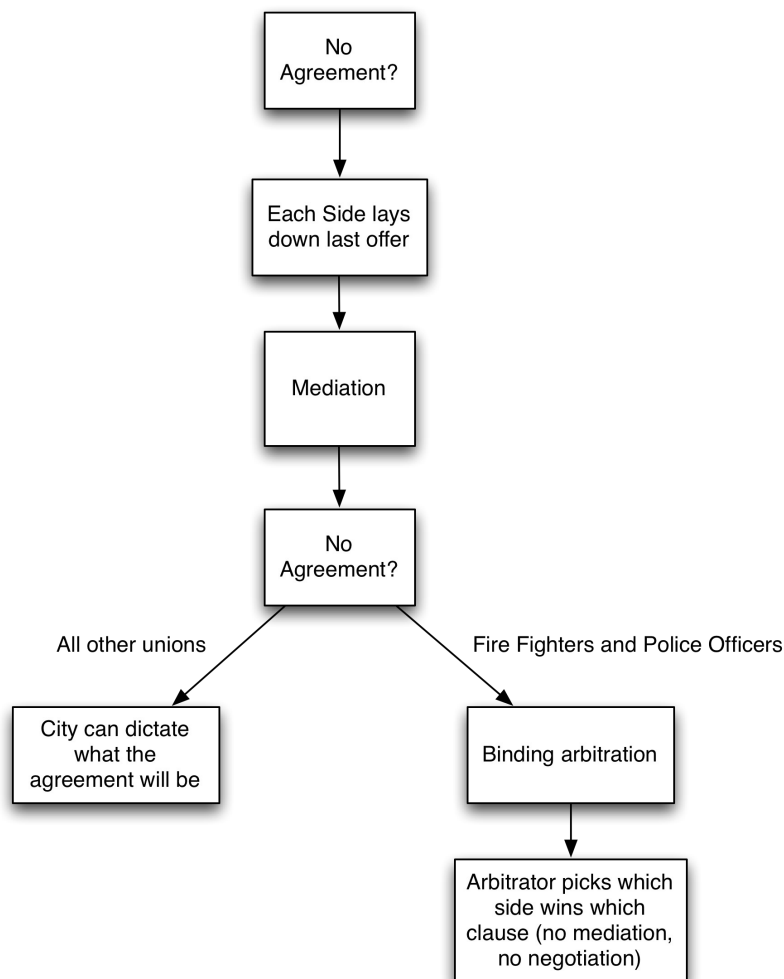 No
Agreement?
Each Side lays
down last offer
Mediation
No
Agreement?
All other unions
Fire Fighters and Police Officers
City can dictate
what the
agreement will be
Binding arbitration
Arbitrator picks which
side wins which
clause (no mediation,
no negotiation)